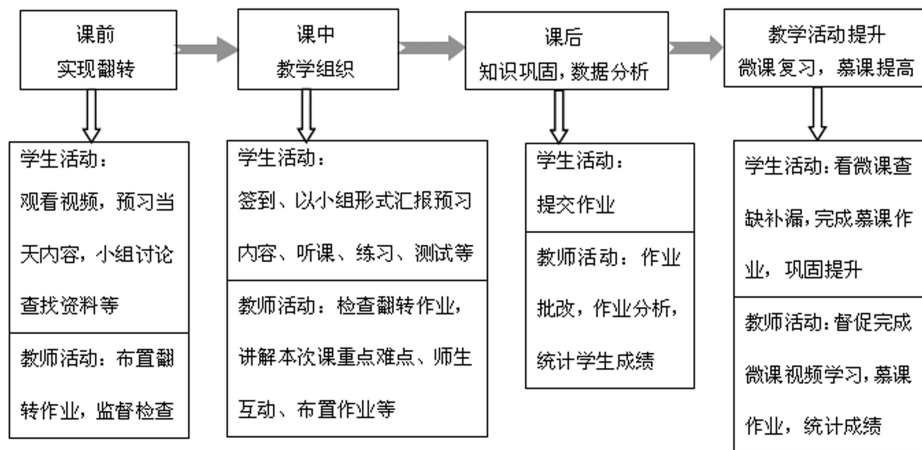 课前
实现翻转
课中
教学组织
课后
知识巩固，数据分析
教学活动提升
微课复习，慕课提高
学生活动：
观看视频，预习当
天内容，小组讨论
查找资料等
教师活动：布置翻
转作业，监督检查
学生活动：
签到、以小组形式汇报预习
内容、听课、练习、测试等
教师活动：检查翻转作业，
讲解本次课重点难点、师生
互动、布置作业等
学生活动：
提交作业
教师活动：作业
批改，作业分析，
统计学生成绩
学生活动：看微课查
缺补漏，完成慕课作
业，巩固提升
教师活动：督促完成
微课视频学习，慕课
作业，统计成绩